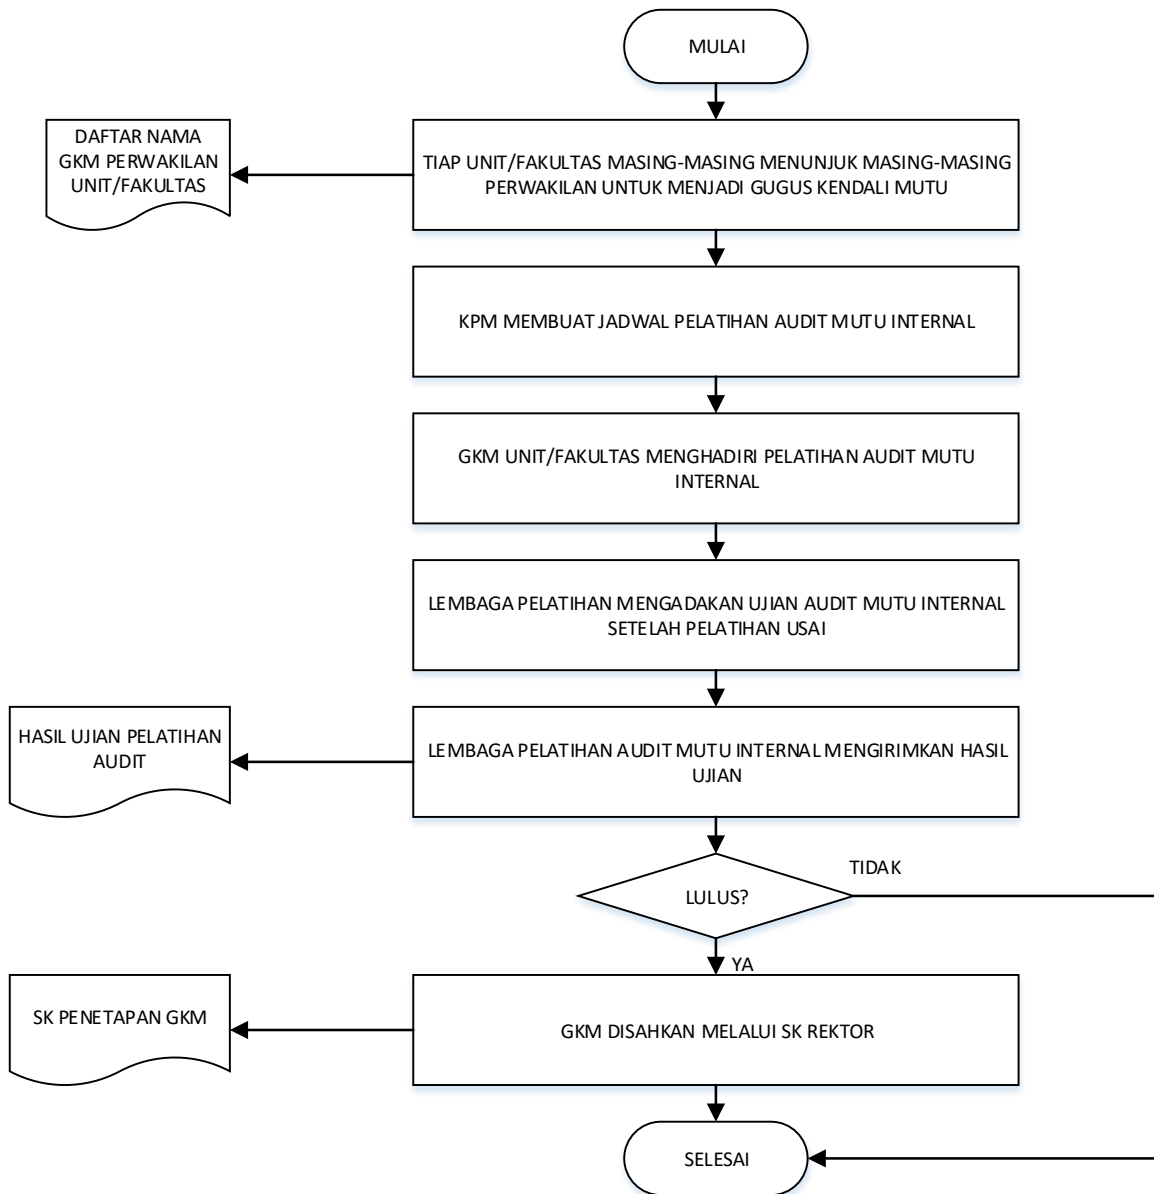 MULAI
DAFTAR NAMA
GKM PERWAKILAN
UNIT/FAKULTAS
TIAP UNIT/FAKULTAS MASING-MASING MENUNJUK MASING-MASING
PERWAKILAN UNTUK MENJADI GUGUS KENDALI MUTU
KPM MEMBUAT JADWAL PELATIHAN AUDIT MUTU INTERNAL
GKM UNIT/FAKULTAS MENGHADIRI PELATIHAN AUDIT MUTU
INTERNAL
LEMBAGA PELATIHAN MENGADAKAN UJIAN AUDIT MUTU INTERNAL
SETELAH PELATIHAN USAI
HASIL UJIAN PELATIHAN
AUDIT
LEMBAGA PELATIHAN AUDIT MUTU INTERNAL MENGIRIMKAN HASIL
UJIAN
LULUS?
TIDAK
YA
SK PENETAPAN GKM
GKM DISAHKAN MELALUI SK REKTOR
SELESAI